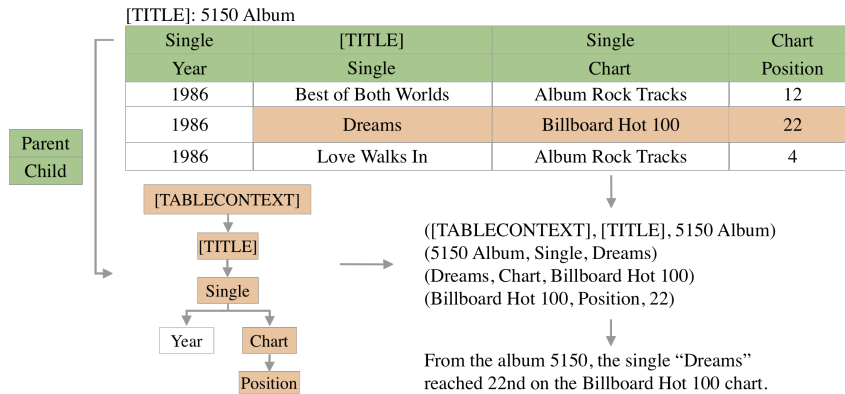 [TITLE]: 5150 Album
Single [TITLE] Single Chart
Year Single Chart Position
1986 Best of Both Worlds Album Rock Tracks 12
1986 Dreams Billboard Hot 100 22
1986 Love Walks In Album Rock Tracks 4
Parent
Child
[TABLECONTEXT]
[TITLE]
Single
Year Chart
Position
([TABLECONTEXT], [TITLE], 5150 Album)
(5150 Album, Single, Dreams)
(Dreams, Chart, Billboard Hot 100)
(Billboard Hot 100, Position, 22)
From the album 5150, the single “Dreams”
reached 22nd on the Billboard Hot 100 chart.